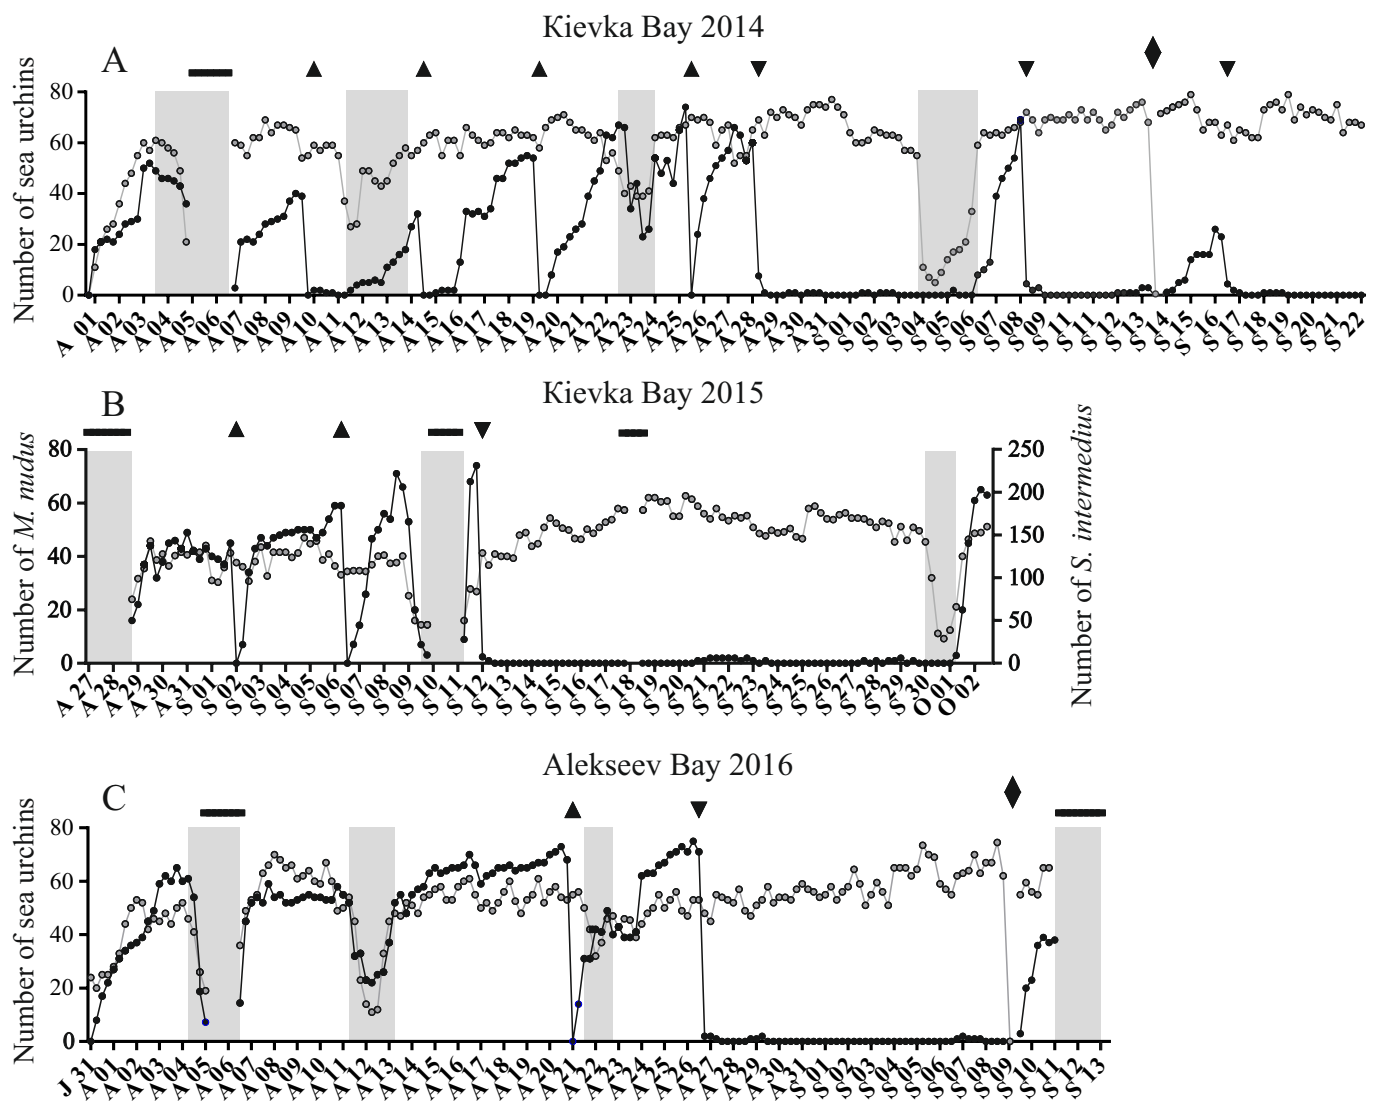 Kievka Bay 2014
A
Number of sea urchins
80
60
40
20
0
A 01 A 02 A 03 A 04 A 05 A 06 A 07 A 08 A 09 A 10 A 11 A 12 A 13 A 14 A 15 A 16 A 17 A 18 A 19 A 20 A 21 A 22 A 23 A 24 A 25 A 26 A 27 A 28 A 29 A 30 A 31 S 01 S 02 S 03 S 04 S 05 S 06 S 07 S 08 S 09 S 11 S 11 S 12 S 13 S 14 S 15 S 16 S 17 S 18 S 19 S 20 S 21 S 22
Kievka Bay 2015
B
Number of M. nudus
80
60
40
20
0
250
200
150
100
50
0
Number of S. intermedius
A 27 A 28 A 29 A 30 A 31 S 01 S 02 S 03 S 04 S 05 S 06 S 07 S 08 S 09 S 10 S 11 S 12 S 13 S 14 S 15 S 16 S 17 S 18 S 20 S 20 S 21 S 22 S 23 S 24 S 25 S 26 S 27 S 28 S 29 S 30 O 01 O 02
Alekseev Bay 2016
C
Number of sea urchins
80
60
40
20
0
J 31 A 01 A 02 A 03 A 04 A 05 A 06 A 07 A 08 A 09 A 10 A 11 A 12 A 13 A 14 A 15 A 16 A 17 A 18 A 19 A 20 A 21 A 22 A 23 A 24 A 25 A 26 A 27 A 28 A 29 A 30 A 31 S 01 S 02 S 03 S 04 S 05 S 06 S 07 S 08 S 09 S 10 S 11 S 12 S 13